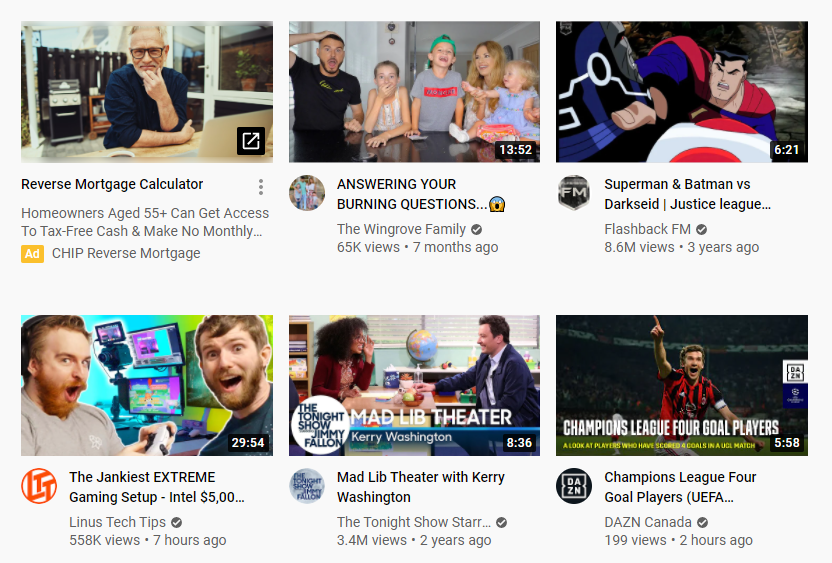 13:52
6:21
Reverse Mortgage Calculator
Homeowners Aged 55+ Can Get Access
To Tax-Free Cash & Make No Monthly…
Ad CHIP Reverse Mortgage
ANSWERING YOUR
BURNING QUESTIONS...😱
The Wingrove Family
65K views • 7 months ago
FM
Superman & Batman vs
Darkseid | Justice league…
Flashback FM
8.6M views • 3 years ago
29:54
THE
TONIGHT
SHOW
STARRING
JIMMY
FALLON
MAD LIB THEATER
Kerry Washington
8:36
DA
ZN
CHAMPIONS LEAGUE FOUR GOAL PLAYERS
A LOOK AT PLAYERS WHO HAVE SCORED 4 GOALS IN A UCL MATCH
5:58
LTT
The Jankiest EXTREME
Gaming Setup - Intel $5,00…
Linus Tech Tips
558K views • 7 hours ago
Mad Lib Theater with Kerry
Washington
The Tonight Show Starr…
3.4M views • 2 years ago
DA
ZN
Champions League Four
Goal Players (UEFA…
DAZN Canada
199 views • 2 hours ago